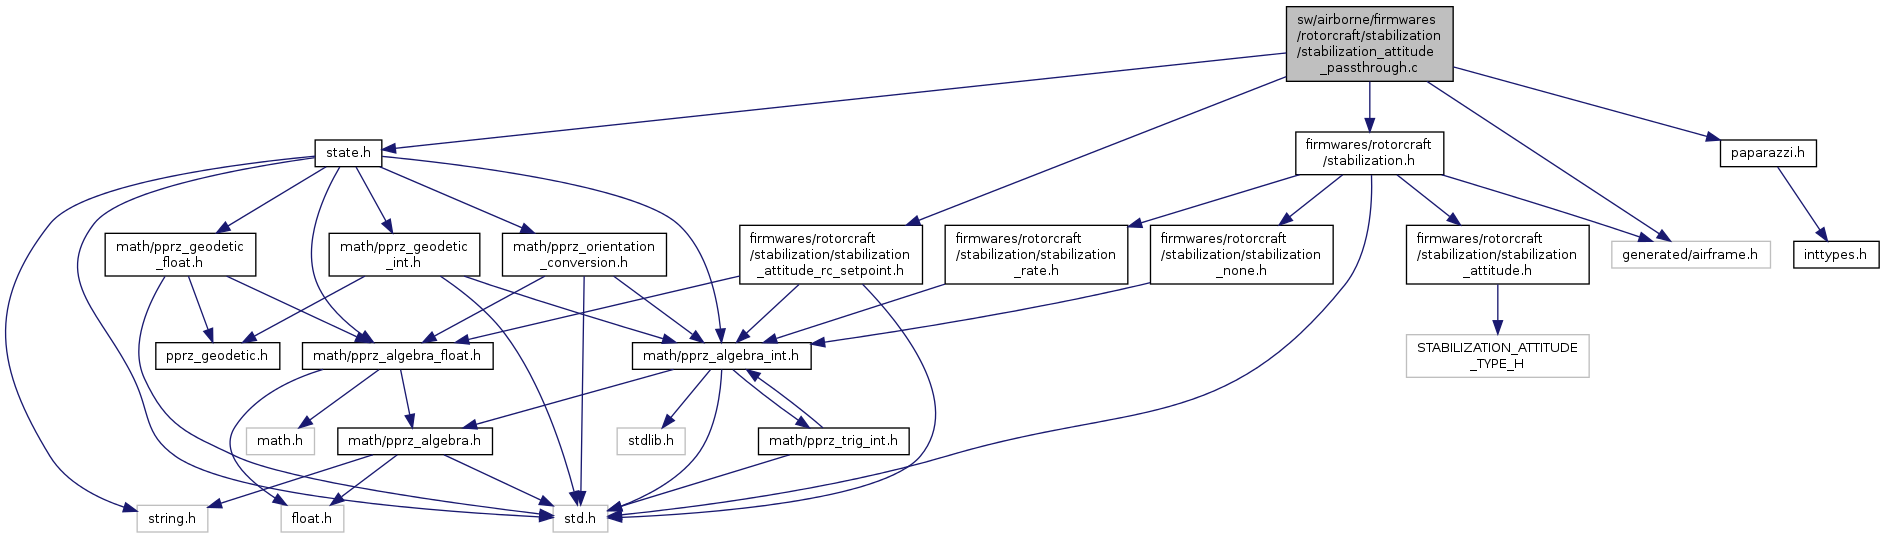 sw/airborne/firmwares
/rotorcraft/stabilization
/stabilization_attitude
_passthrough.c
state.h
firmwares/rotorcraft
/stabilization.h
paparazzi.h
math/pprz_geodetic
_float.h
math/pprz_geodetic
_int.h
math/pprz_orientation
_conversion.h
firmwares/rotorcraft
/stabilization/stabilization
_attitude_rc_setpoint.h
firmwares/rotorcraft
/stabilization/stabilization
_rate.h
firmwares/rotorcraft
/stabilization/stabilization
_none.h
firmwares/rotorcraft
/stabilization/stabilization
_attitude.h
generated/airframe.h
inttypes.h
pprz_geodetic.h
math/pprz_algebra_float.h
math/pprz_algebra_int.h
STABILIZATION_ATTITUDE
_TYPE_H
math.h
math/pprz_algebra.h
stdlib.h
math/pprz_trig_int.h
string.h
float.h
std.h